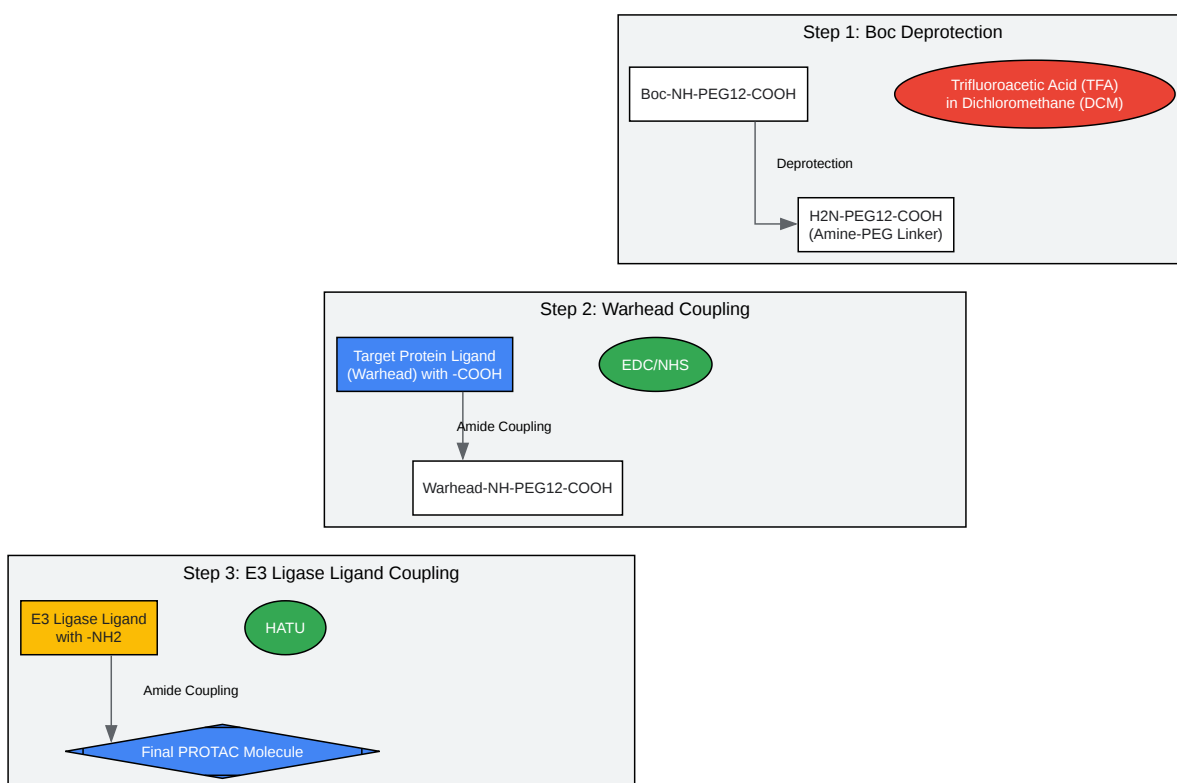 Step 1: Boc Deprotection
Boc-NH-PEG12-COOH
Trifluoroacetic Acid (TFA)
in Dichloromethane (DCM)
Deprotection
H2N-PEG12-COOH
(Amine-PEG Linker)
Step 2: Warhead Coupling
Target Protein Ligand
(Warhead) with -COOH
EDC/NHS
Amide Coupling
Warhead-NH-PEG12-COOH
Step 3: E3 Ligase Ligand Coupling
E3 Ligase Ligand
with -NH2
HATU
Amide Coupling
Final PROTAC Molecule